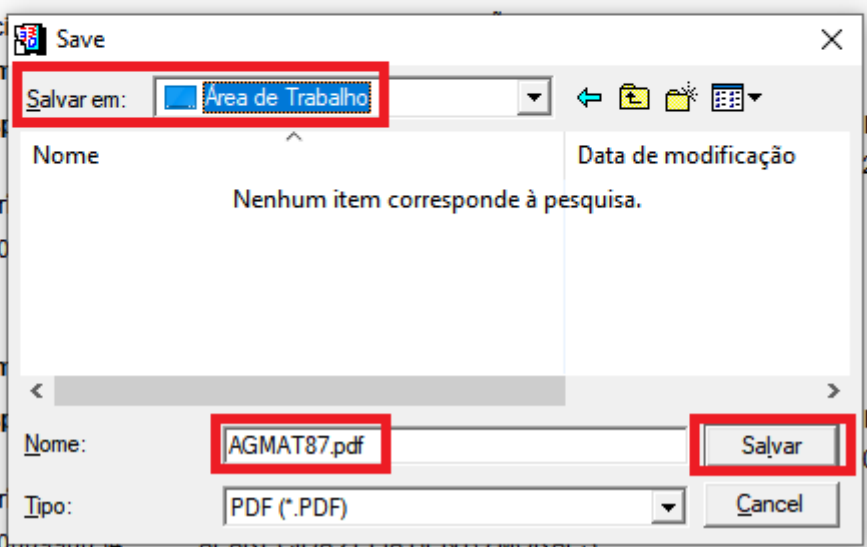 Save
Salvar em: Área de Trabalho
Nome Data de modificação
Nenhum item corresponde à pesquisa.
Nome: AGMAT87.pdf Salvar
Tipo: PDF (*.PDF) Cancel